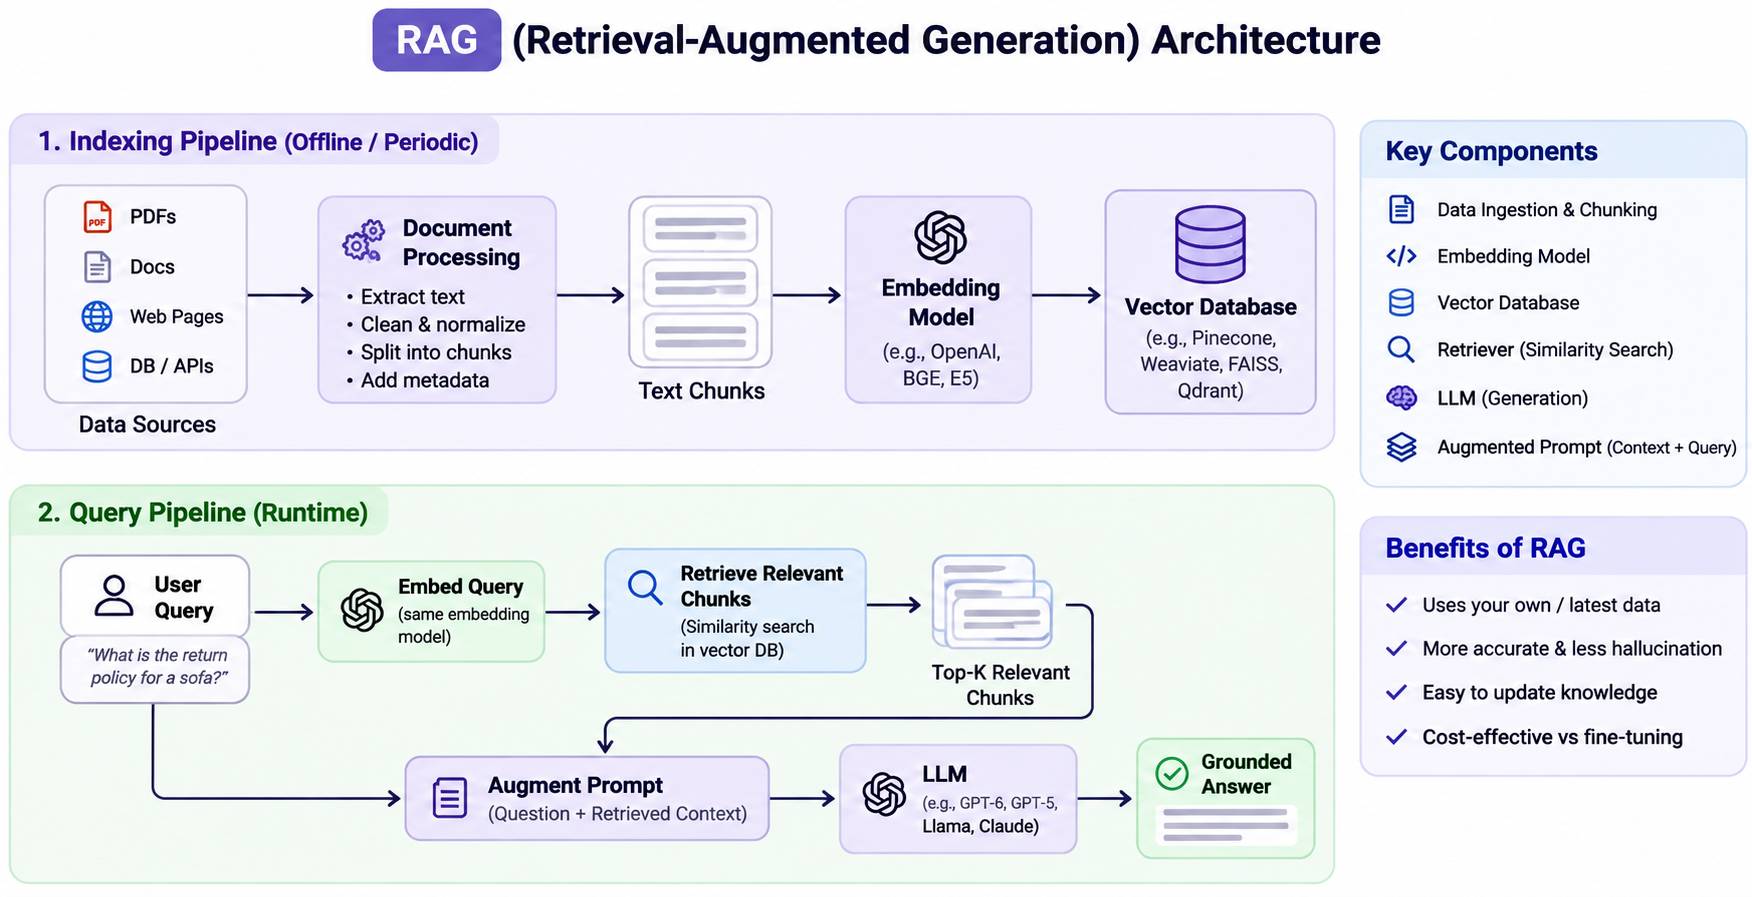 RAG (Retrieval-Augmented Generation) Architecture
1. Indexing Pipeline (Offline / Periodic)
PDF
PDFs
Docs
Web Pages
DB / APIs
Data Sources
Document
Processing
• Extract text
• Clean & normalize
• Split into chunks
• Add metadata
Text Chunks
Embedding
Model
(e.g., OpenAI,
BGE, E5)
Vector Database
(e.g., Pinecone,
Weaviate, FAISS,
Qdrant)
Key Components
Data Ingestion & Chunking
Embedding Model
Vector Database
Retriever (Similarity Search)
LLM (Generation)
Augmented Prompt (Context + Query)
2. Query Pipeline (Runtime)
User
Query
“What is the return
policy for a sofa?”
Embed Query
(same embedding
model)
Retrieve Relevant
Chunks
(Similarity search
in vector DB)
Top-K Relevant
Chunks
Augment Prompt
(Question + Retrieved Context)
LLM
(e.g., GPT-6, GPT-5,
Llama, Claude)
Grounded
Answer
Benefits of RAG
Uses your own / latest data
More accurate & less hallucination
Easy to update knowledge
Cost-effective vs fine-tuning